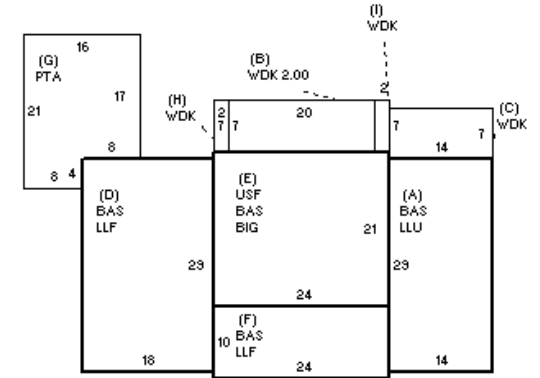 (I)
WDK
16
(G)
PTA
(B)
WDK 2.00
2
21
17
(H)
WDK
2
20
(C)
WDK
7
7
7
7
8
14
8
4
(D)
BAS
LLF
(E)
USF
BAS
BIG
(A)
BAS
LLU
21
29
29
24
(F)
BAS
LLF
10
18
24
14